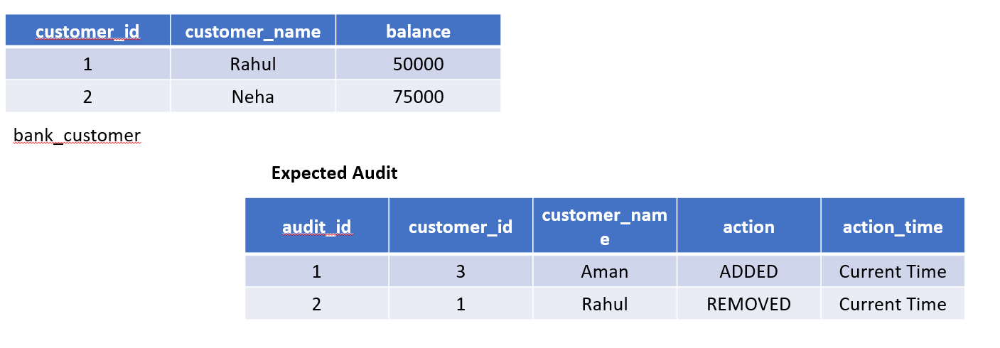 customer_id customer_name balance
1 Rahul 50000
2 Neha 75000
bank_customer
Expected Audit
audit_id customer_id customer_nam
e action action_time
1 3 Aman ADDED Current Time
2 1 Rahul REMOVED Current Time